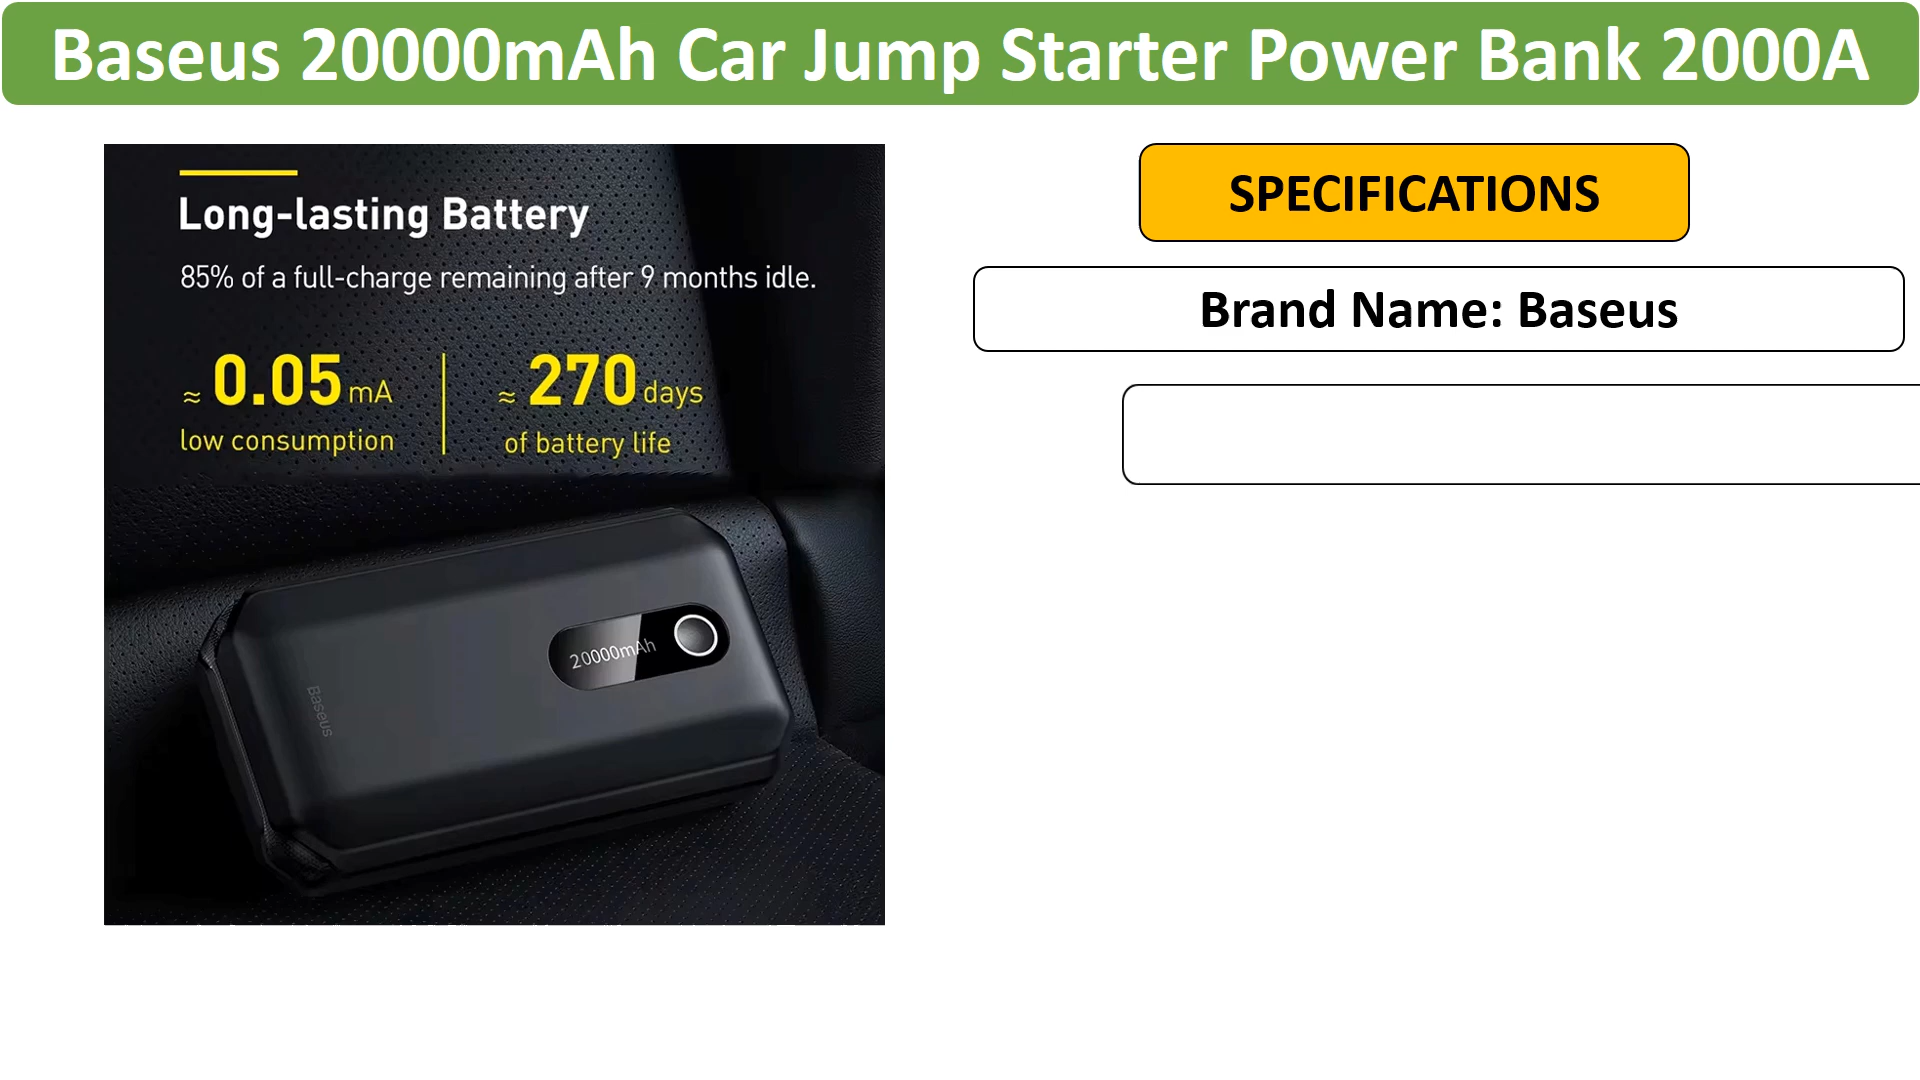 Baseus 20000mAh Car Jump Starter Power Bank 2000A
Long-lasting Battery
85% of a full-charge remaining after 9 months idle.
≈ 0.05 mA
low consumption
≈ 270 days
of battery life
20000mAh
Baseus
SPECIFICATIONS
Brand Name: Baseus